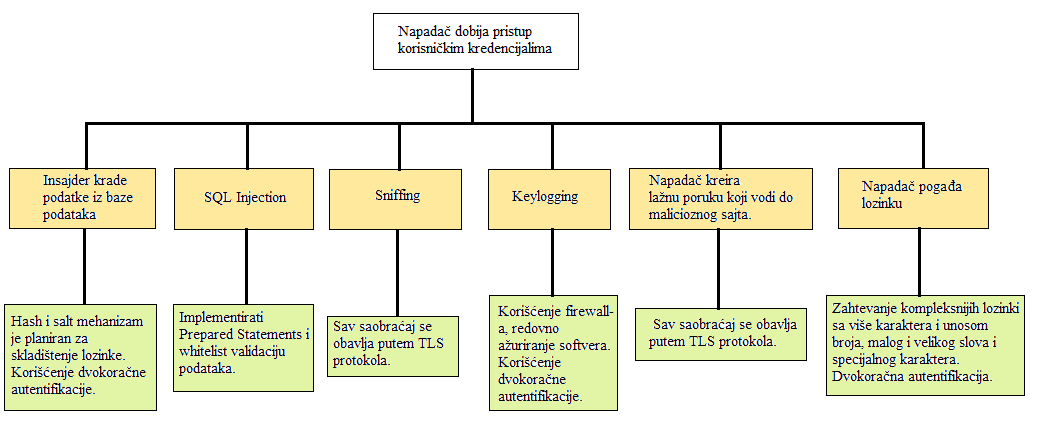 Napadač dobija pristup
korisničkim kredencijalima
Insajder krade
podatke iz baze
podataka
SQL Injection
Sniffing
Keylogging
Napadač kreira
lažnu poruku koji vodi do
malicioznog sajta.
Napadač pogađa
lozinku
Hash i salt mehanizam
je planiran za
skladištenje lozinke.
Korišćenje dvokoračne
autentifikacije.
Implementirati
Prepared Statements i
whitelist validaciju
podataka.
Sav saobraćaj se
obavlja putem TLS
protokola.
Korišćenje firewall-
a, redovno
ažuriranje softvera.
Korišćenje
dvokoračne
autentifikacije.
Sav saobraćaj se obavlja
putem TLS protokola.
Zahtevanje kompleksnijih lozinki
sa više karaktera i unosom
broja, malog i velikog slova i
specijalnog karaktera.
Dvokoračna autentifikacija.